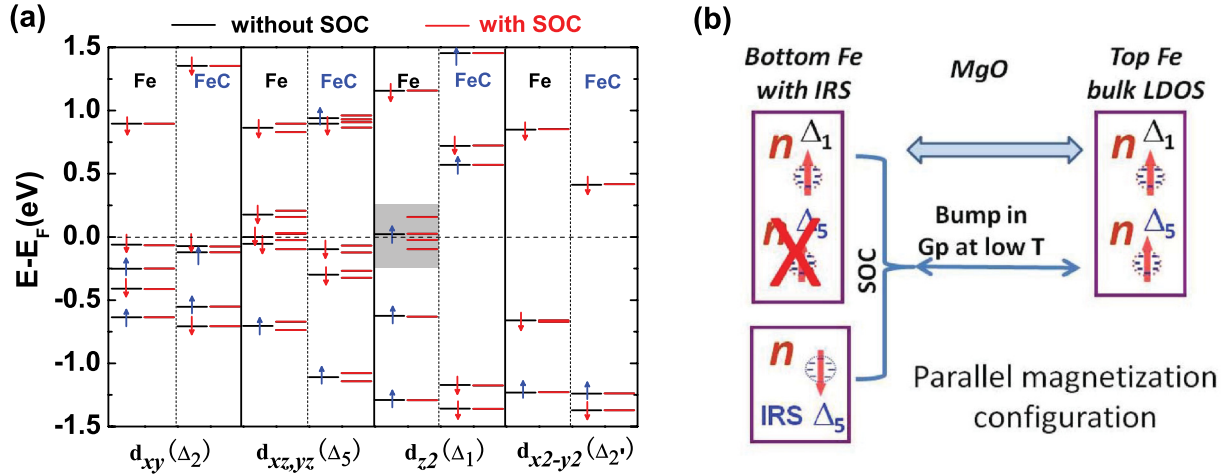 (a)
without SOC
with SOC
E-E_F(eV)
1.5
1.0
0.5
0.0
-0.5
-1.0
-1.5
Fe
FeC
Fe
FeC
Fe
FeC
Fe
FeC
d_xy (Δ_2)
d_xz,yz (Δ_5)
d_z2 (Δ_1)
d_x2-y2 (Δ_2')
(b)
Bottom Fe
with IRS
MgO
Top Fe
bulk LDOS
n Δ_1
n Δ_5
n
IRS Δ_5
SOC
Bump in
Gp at low T
n Δ_1
n Δ_5
Parallel magnetization
configuration